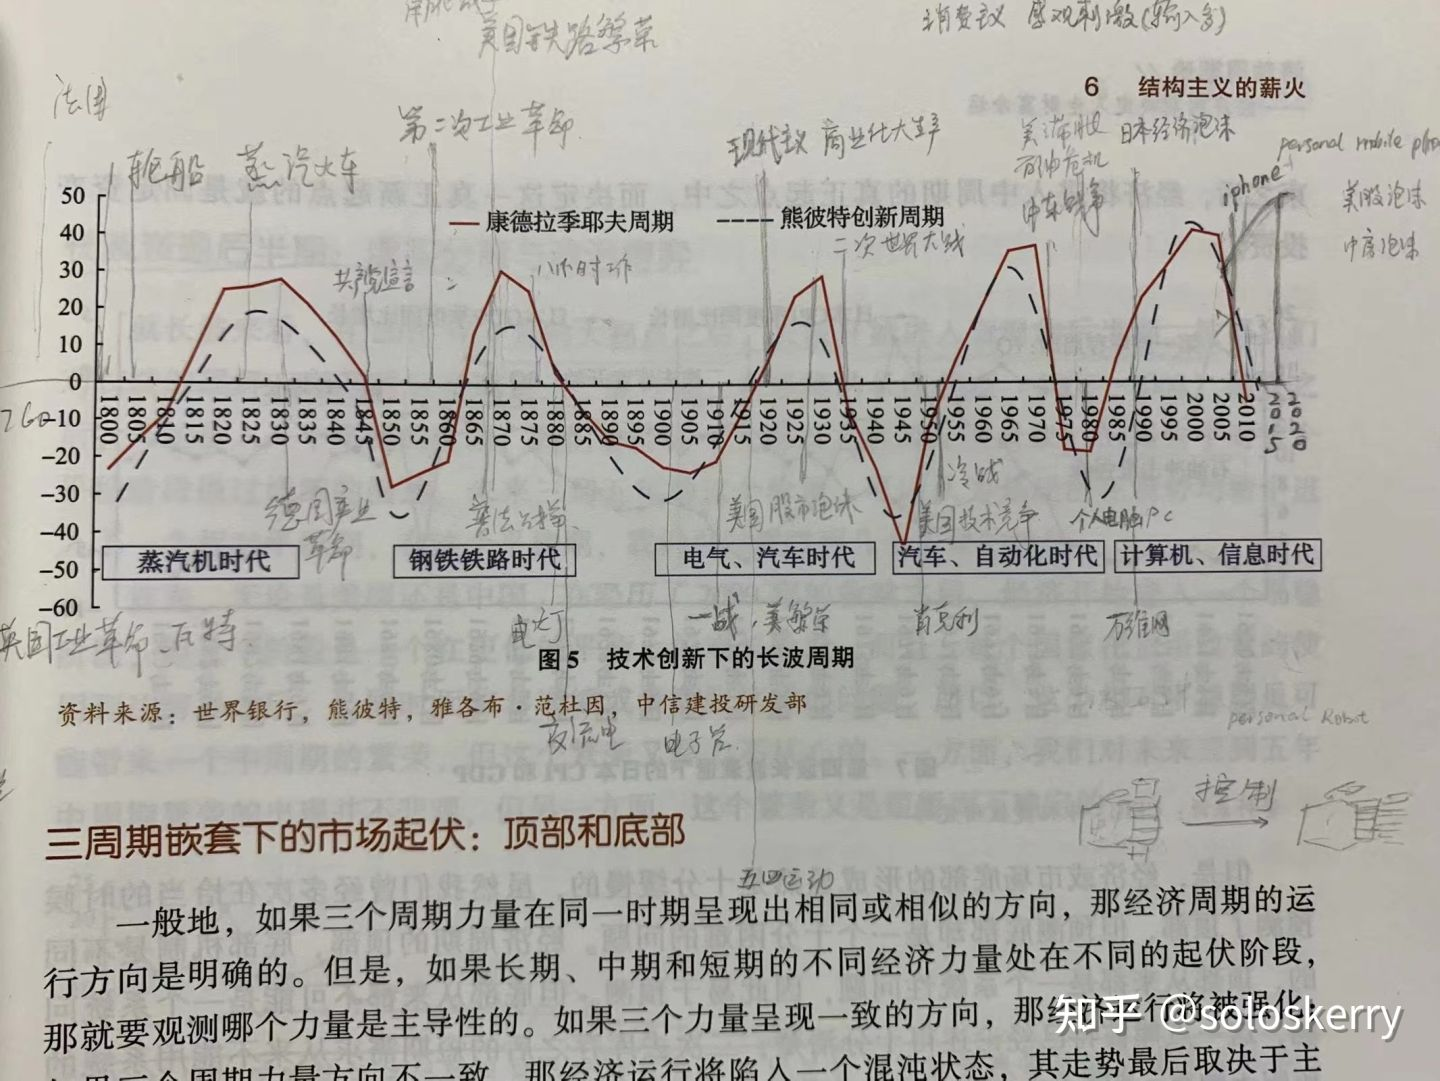 美国铁路繁荣
消费主义 感观刺激(输入多)
6 结构主义的薪火
法国
第二次工业革命
轮船 蒸汽火车
现代主义 商业化大生产
美滞胀
石油危机
中东战争
日本经济泡沫
personal mobile
iphone
美股泡沫
中房泡沫
康德拉季耶夫周期
熊彼特创新周期
二次世界大战
共产党宣言
八小时工作
50
40
30
20
10
0
-10
-20
-30
-40
-50
-60
1800 1805 1810 1815 1820 1825 1830 1835 1840 1845 1850 1855 1860 1865 1870 1875 1880 1885 1890 1895 1900 1905 1910 1915 1920 1925 1930 1935 1940 1945 1950 1955 1960 1965 1970 1975 1980 1985 1990 1995 2000 2005 2010 2015 2020
冷战
德国产业
革命
普法战争
美国股市泡沫
美国技术竞争
个人电脑PC
蒸汽机时代
钢铁铁路时代
电气、汽车时代
汽车、自动化时代
计算机、信息时代
英国工业革命 瓦特
电灯
一战,美繁荣
肖克利
万维网
图5 技术创新下的长波周期
资料来源：世界银行，熊彼特，雅各布·范杜因，中信建投研发部
交流电
电子管
personal Robot
控制
三周期嵌套下的市场起伏：顶部和底部
五四运动
一般地，如果三个周期力量在同一时期呈现出相同或相似的方向，那经济周期的运
行方向是明确的。但是，如果长期、中期和短期的不同经济力量处在不同的起伏阶段，
那就要观测哪个力量是主导性的。如果三个力量呈现一致的方向，那经济运行将被强化，
如果三个周期力量方向不一致，那经济运行将陷入一个混沌状态，其走势最后取决于主
知乎 @soloskerry